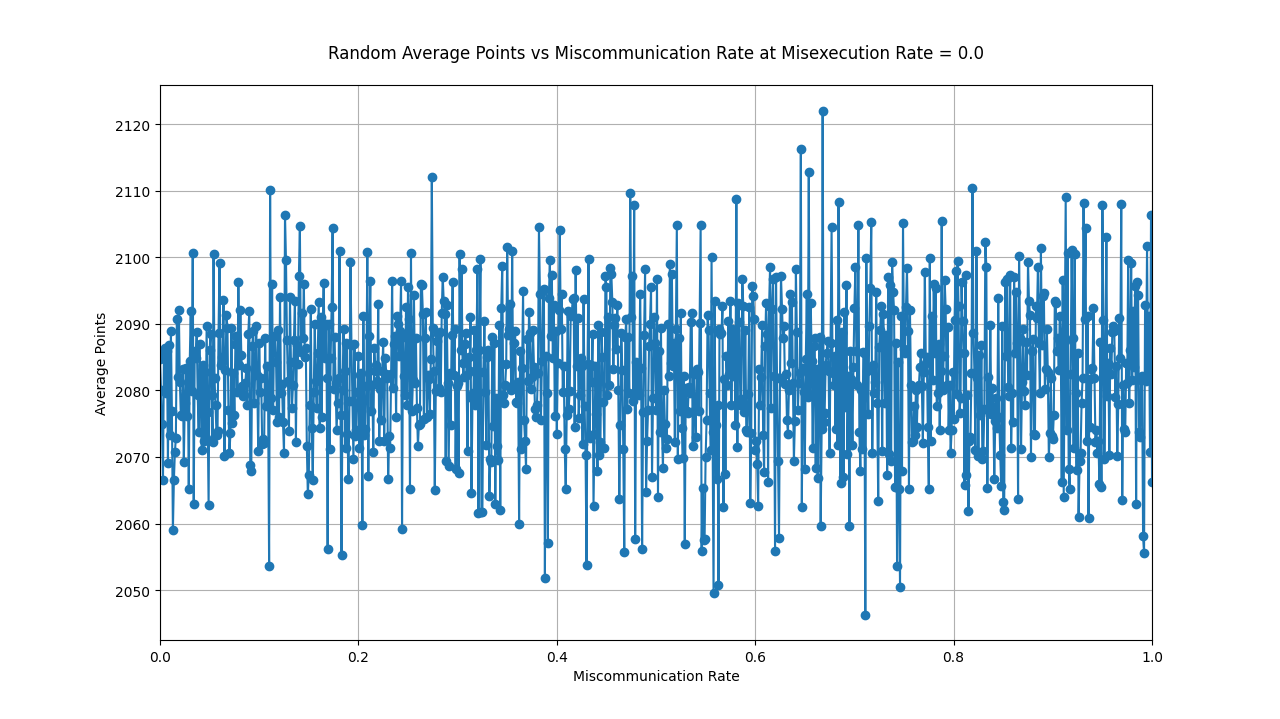 Random Average Points vs Miscommunication Rate at Misexecution Rate = 0.0
2120
2110
2100
2090
2080
2070
2060
2050
Average Points
0.0 0.2 0.4 0.6 0.8 1.0
Miscommunication Rate